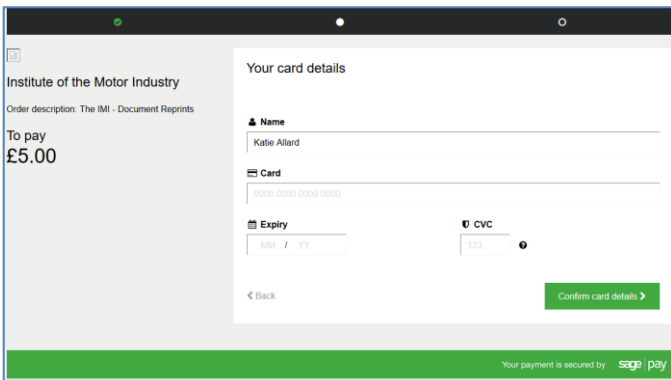 Institute of the Motor Industry
Order description: The IMI - Document Reprints
To pay
£5.00
Your card details
Name
Katie Allard
Card
0000 0000 0000 0000
Expiry
CVC
MM / YY
123
Back
Confirm card details
Your payment is secured by sage pay